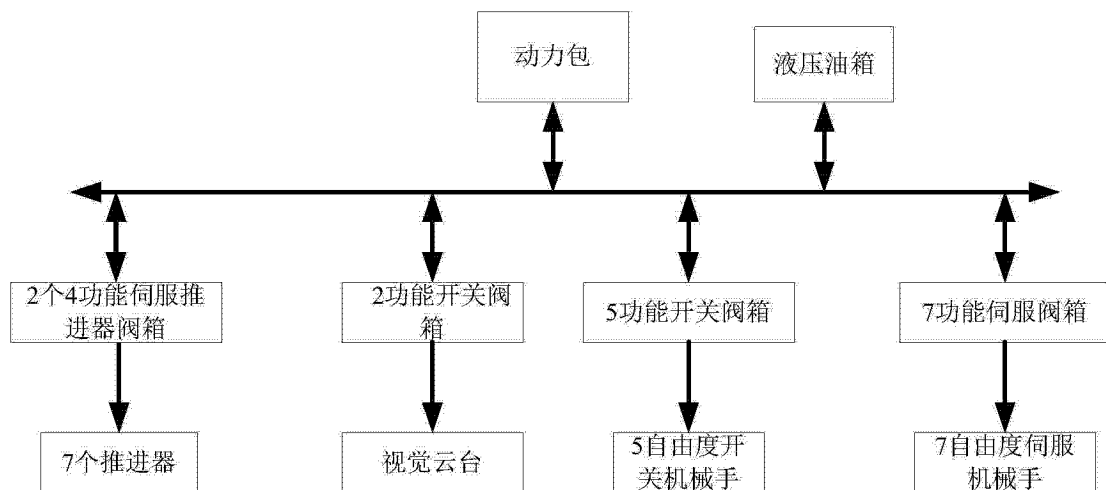 动力包
液压油箱
2个4功能伺服推
进器阀箱
2功能开关阀
箱
5功能开关阀箱
7功能伺服阀箱
7个推进器
视觉云台
5自由度开
关机械手
7自由度伺服
机械手